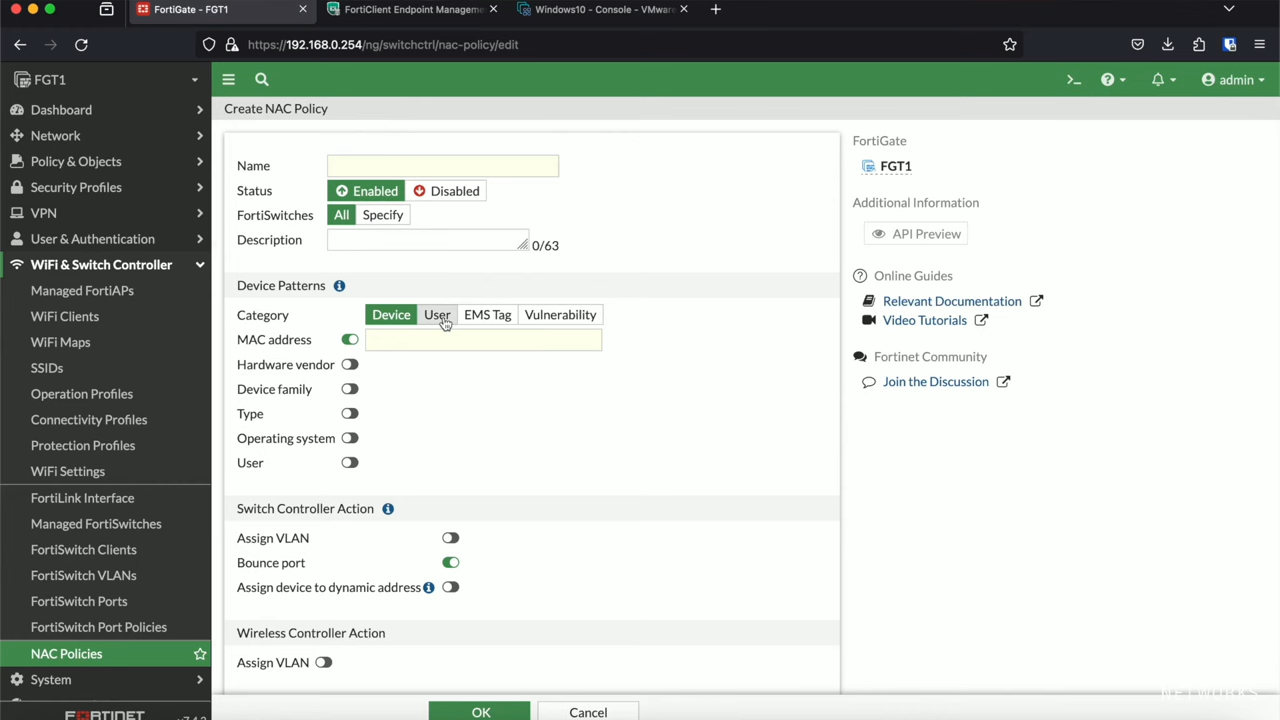 FortiGate - FGT1
FortiClient Endpoint Manageme
Windows10 - Console - VMware
https://192.168.0.254/ng/switchctrl/nac-policy/edit
FGT1
admin
Dashboard
Network
Policy & Objects
Security Profiles
VPN
User & Authentication
WiFi & Switch Controller
Managed FortiAPs
WiFi Clients
WiFi Maps
SSIDs
Operation Profiles
Connectivity Profiles
Protection Profiles
WiFi Settings
FortiLink Interface
Managed FortiSwitches
FortiSwitch Clients
FortiSwitch VLANs
FortiSwitch Ports
FortiSwitch Port Policies
NAC Policies
System
FORTINET
Create NAC Policy
Name
Status Enabled Disabled
FortiSwitches All Specify
Description 0/63
Device Patterns
Category Device User EMS Tag Vulnerability
MAC address
Hardware vendor
Device family
Type
Operating system
User
Switch Controller Action
Assign VLAN
Bounce port
Assign device to dynamic address
Wireless Controller Action
Assign VLAN
OK Cancel
FortiGate
FGT1
Additional Information
API Preview
Online Guides
Relevant Documentation
Video Tutorials
Fortinet Community
Join the Discussion
NETWORKS